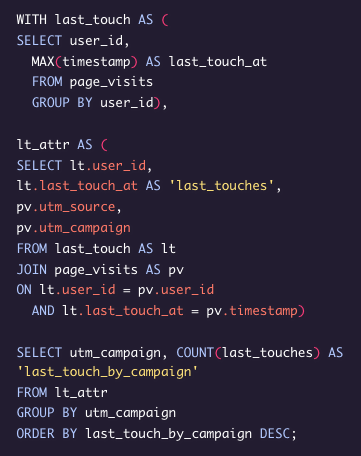 WITH last_touch AS (
SELECT user_id,
  MAX(timestamp) AS last_touch_at
  FROM page_visits
  GROUP BY user_id),

lt_attr AS (
SELECT lt.user_id,
lt.last_touch_at AS 'last_touches',
pv.utm_source,
pv.utm_campaign
FROM last_touch AS lt
JOIN page_visits AS pv
ON lt.user_id = pv.user_id
  AND lt.last_touch_at = pv.timestamp)

SELECT utm_campaign, COUNT(last_touches) AS
'last_touch_by_campaign'
FROM lt_attr
GROUP BY utm_campaign
ORDER BY last_touch_by_campaign DESC;